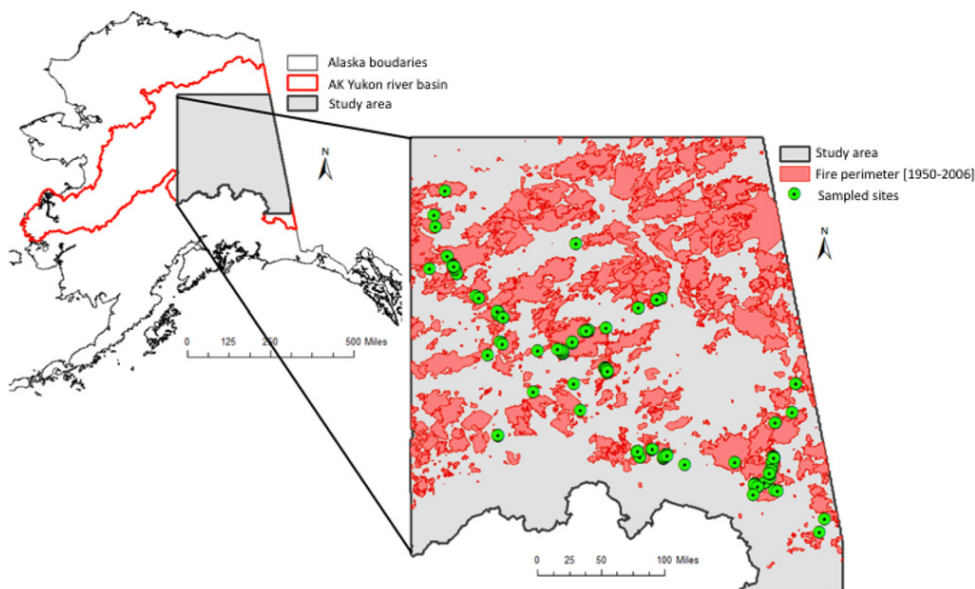 Alaska boudaries
AK Yukon river basin
Study area
N
0 125 250 500 Miles
Study area
Fire perimeter [1950-2006]
Sampled sites
N
0 25 50 100 Miles